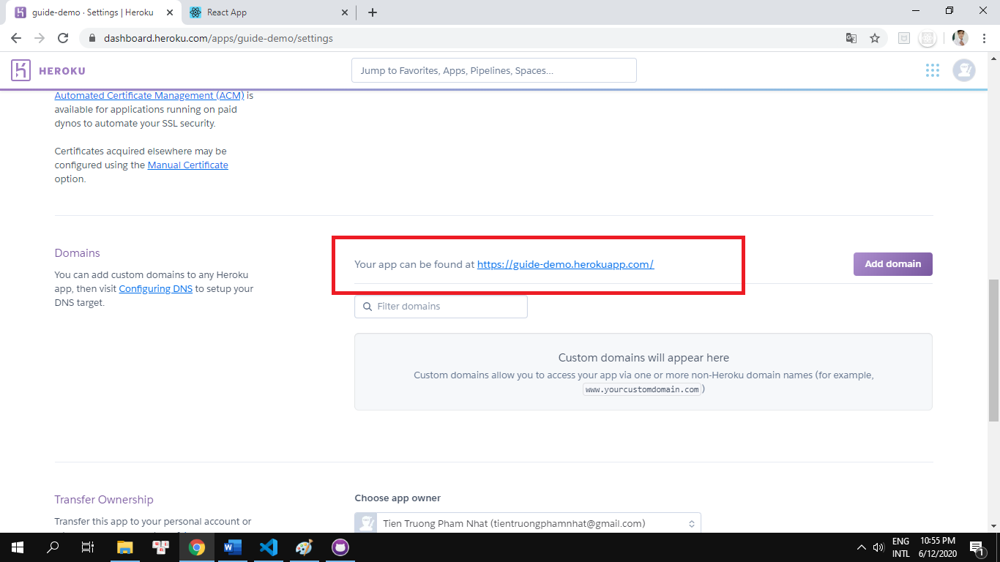 guide-demo · Settings | Heroku
React App
dashboard.heroku.com/apps/guide-demo/settings
HEROKU
Jump to Favorites, Apps, Pipelines, Spaces...
Automated Certificate Management (ACM) is
available for applications running on paid
dynos to automate your SSL security.
Certificates acquired elsewhere may be
configured using the Manual Certificate
option.
Domains
You can add custom domains to any Heroku
app, then visit Configuring DNS to setup your
DNS target.
Your app can be found at https://guide-demo.herokuapp.com/
Add domain
Filter domains
Custom domains will appear here
Custom domains allow you to access your app via one or more non-Heroku domain names (for example,
www.yourcustomdomain.com)
Transfer Ownership
Transfer this app to your personal account or
Choose app owner
Tien Truong Pham Nhat (tientruongphamnhat@gmail.com)
ENG
INTL
10:55 PM
6/12/2020
1